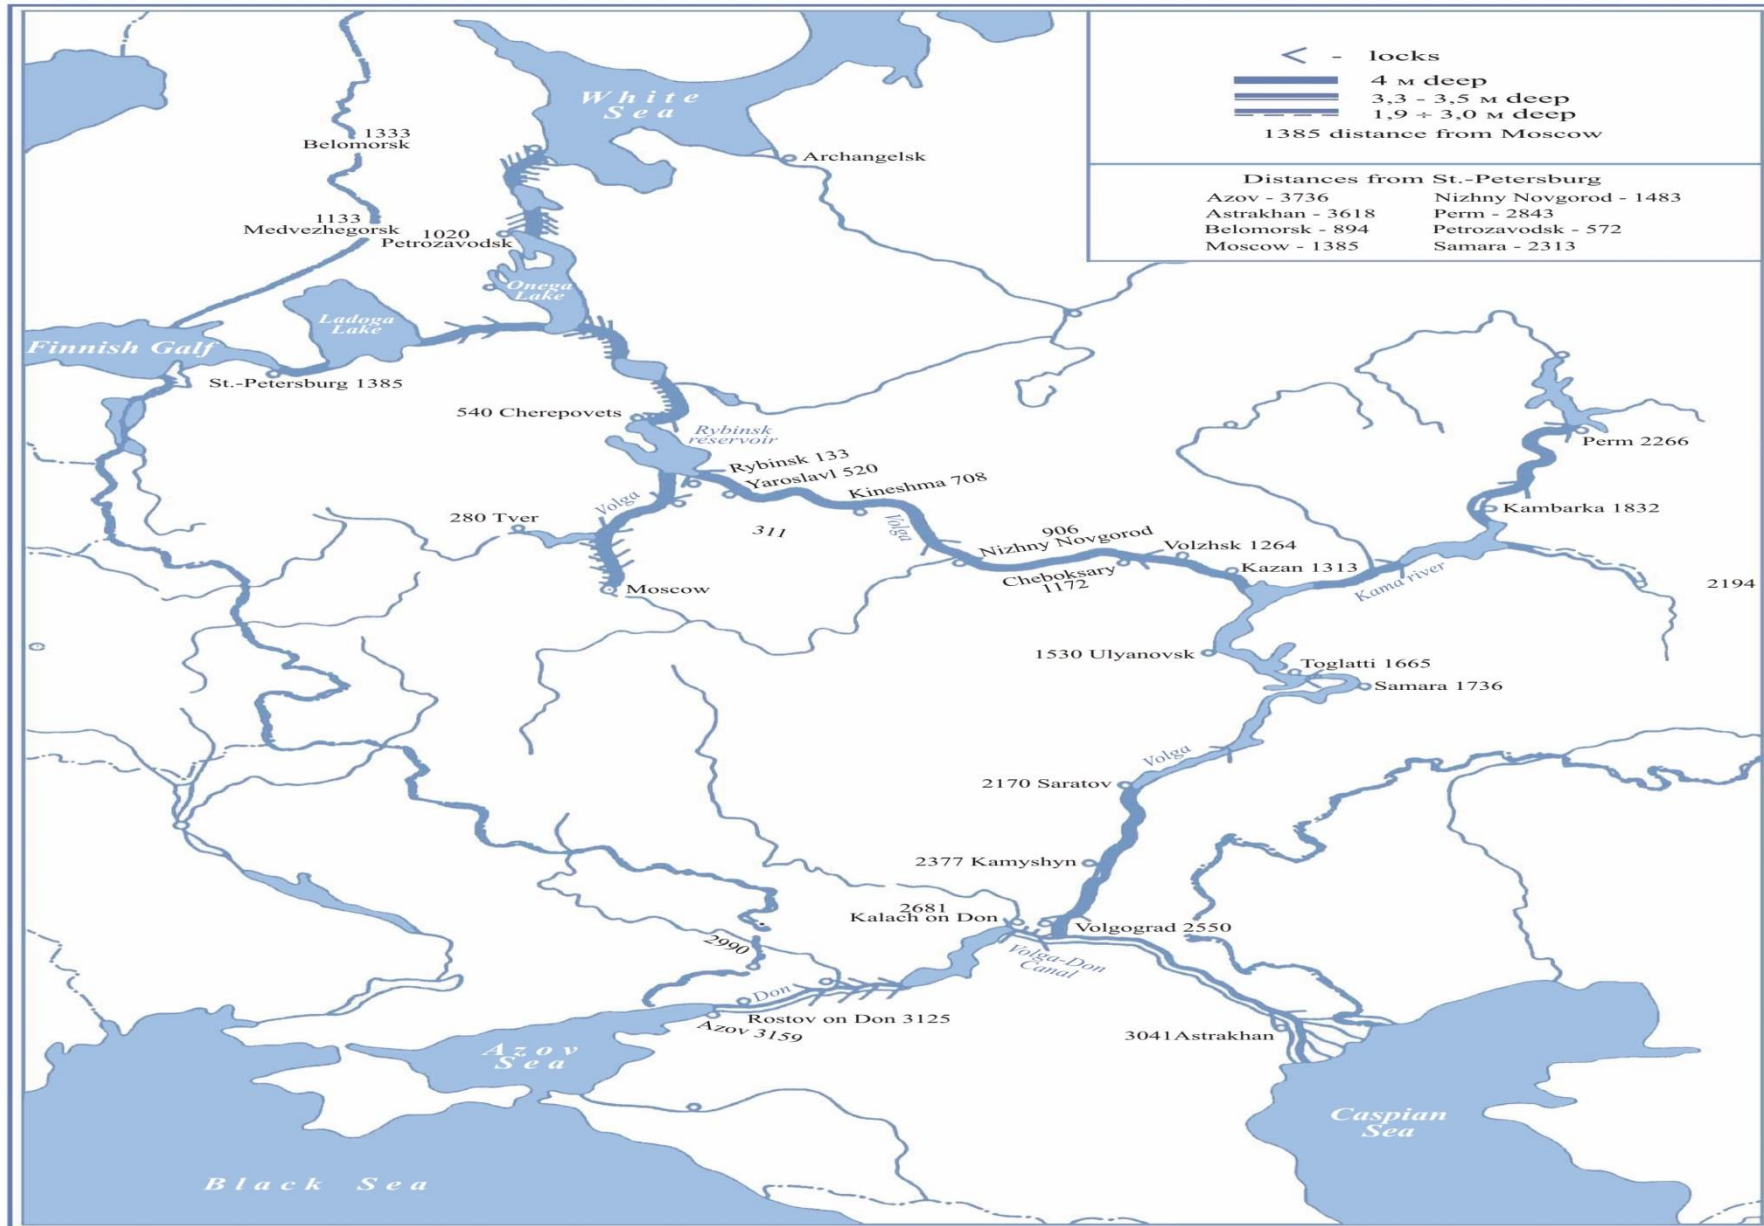 < - locks
4 м deep
3,3 - 3,5 м deep
1,9 ÷ 3,0 м deep
1385 distance from Moscow
Distances from St.-Petersburg
Azov - 3736
Nizhny Novgorod - 1483
Astrakhan - 3618
Perm - 2843
Belomorsk - 894
Petrozavodsk - 572
Moscow - 1385
Samara - 2313
White
Sea
1333
Belomorsk
Archangelsk
1133
Medvezhegorsk
1020
Petrozavodsk
Onega
Lake
Ladoga
Lake
Finnish Galf
St.-Petersburg 1385
540 Cherepovets
Rybinsk
reservoir
Rybinsk 133
Yaroslavl 520
Kineshma 708
Perm 2266
Volga
280 Tver
311
Volga
906
Nizhny Novgorod
Kambarka 1832
Volzhsk 1264
Cheboksary
1172
Kazan 1313
Kama river
2194
Moscow
1530 Ulyanovsk
Toglatti 1665
Samara 1736
Volga
2170 Saratov
2377 Kamyshyn
2681
Kalach on Don
Volgograd 2550
Volga-Don
Canal
2990
Don
Rostov on Don 3125
Azov 3159
3041Astrakhan
Azov
Sea
Caspian
Sea
Black Sea